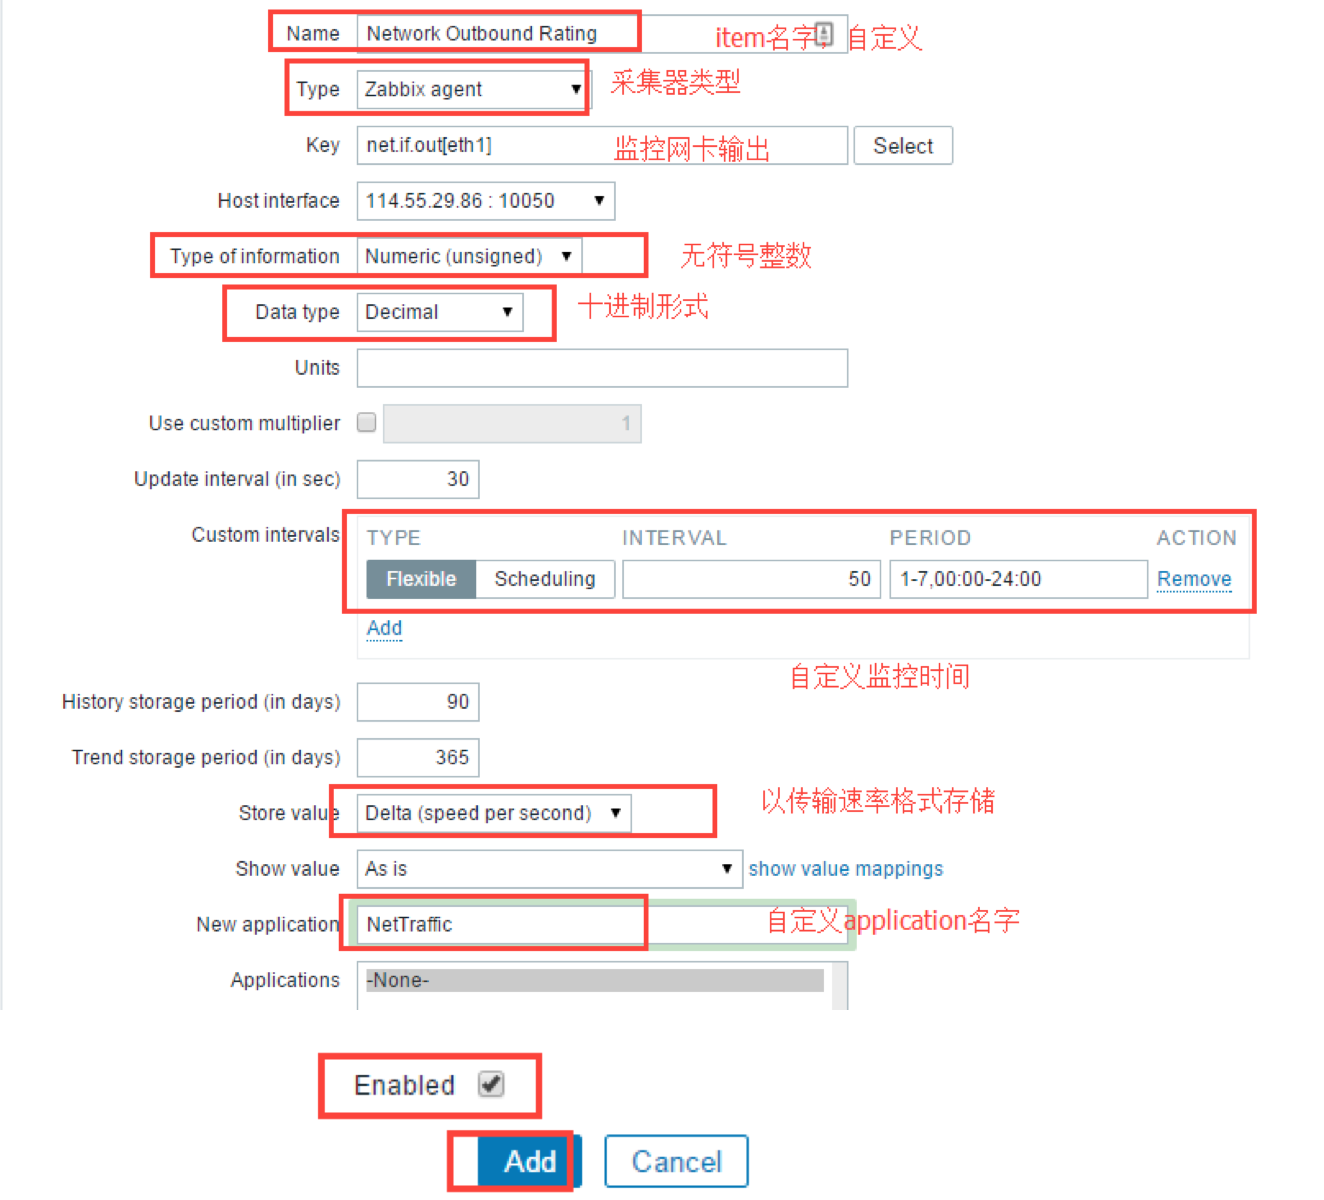 Name Network Outbound Rating item名字，自定义
Type Zabbix agent 采集器类型
Key net.if.out[eth1] 监控网卡输出 Select
Host interface 114.55.29.86 : 10050
Type of information Numeric (unsigned) 无符号整数
Data type Decimal 十进制形式
Units
Use custom multiplier 1
Update interval (in sec) 30
Custom intervals TYPE INTERVAL PERIOD ACTION
Flexible Scheduling 50 1-7,00:00-24:00 Remove
Add
自定义监控时间
History storage period (in days) 90
Trend storage period (in days) 365
Store value Delta (speed per second) 以传输速率格式存储
Show value As is show value mappings
New application NetTraffic 自定义application名字
Applications -None-
Enabled
Add Cancel